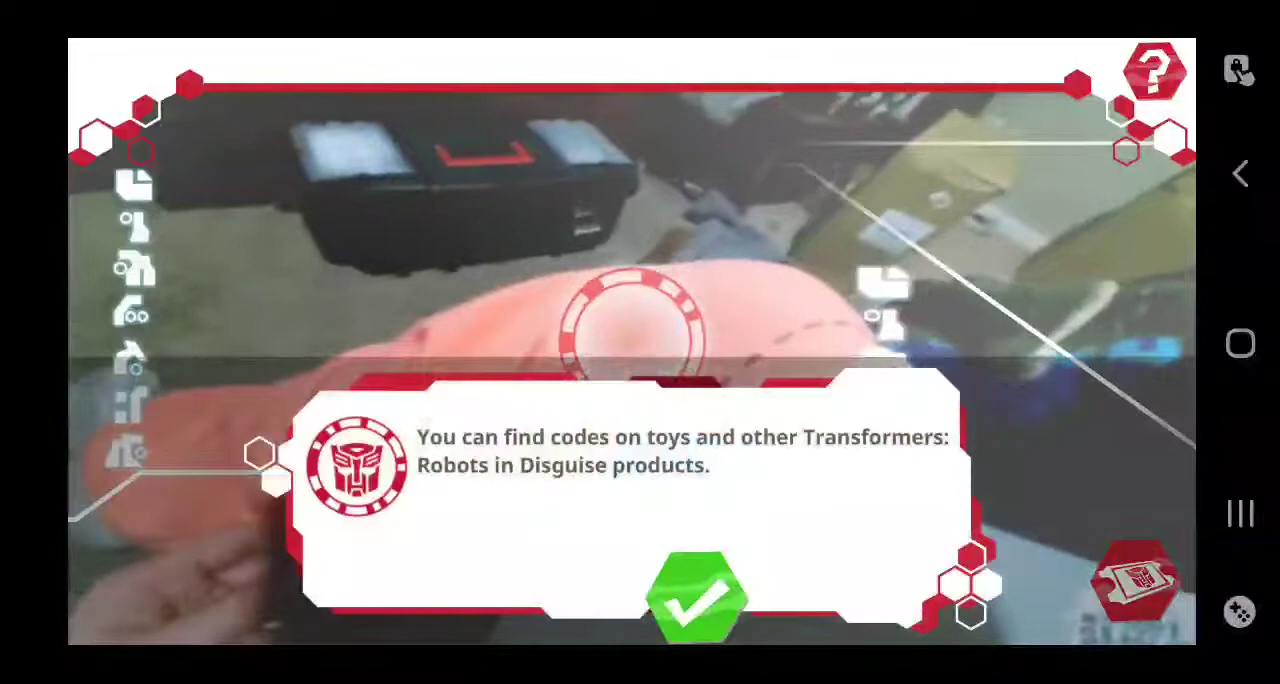 ?
You can find codes on toys and other Transformers:
Robots in Disguise products.